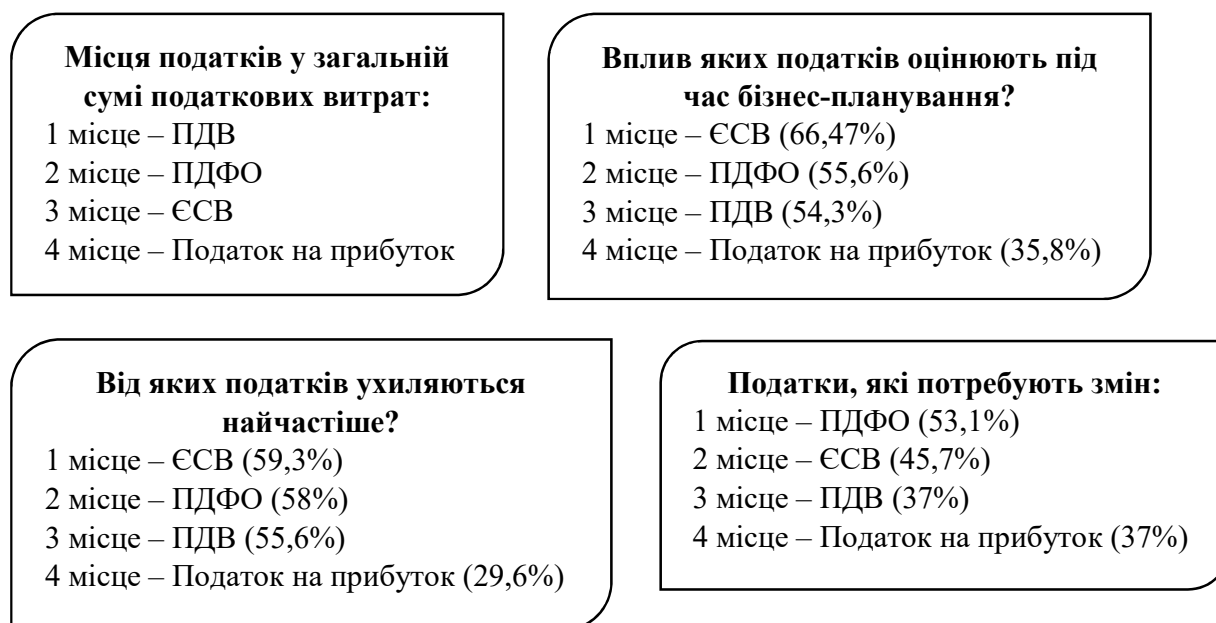 Місця податків у загальній
сумі податкових витрат:
1 місце – ПДВ
2 місце – ПДФО
3 місце – ЄСВ
4 місце – Податок на прибуток
Вплив яких податків оцінюють під
час бізнес-планування?
1 місце – ЄСВ (66,47%)
2 місце – ПДФО (55,6%)
3 місце – ПДВ (54,3%)
4 місце – Податок на прибуток (35,8%)
Від яких податків ухиляються
найчастіше?
1 місце – ЄСВ (59,3%)
2 місце – ПДФО (58%)
3 місце – ПДВ (55,6%)
4 місце – Податок на прибуток (29,6%)
Податки, які потребують змін:
1 місце – ПДФО (53,1%)
2 місце – ЄСВ (45,7%)
3 місце – ПДВ (37%)
4 місце – Податок на прибуток (37%)